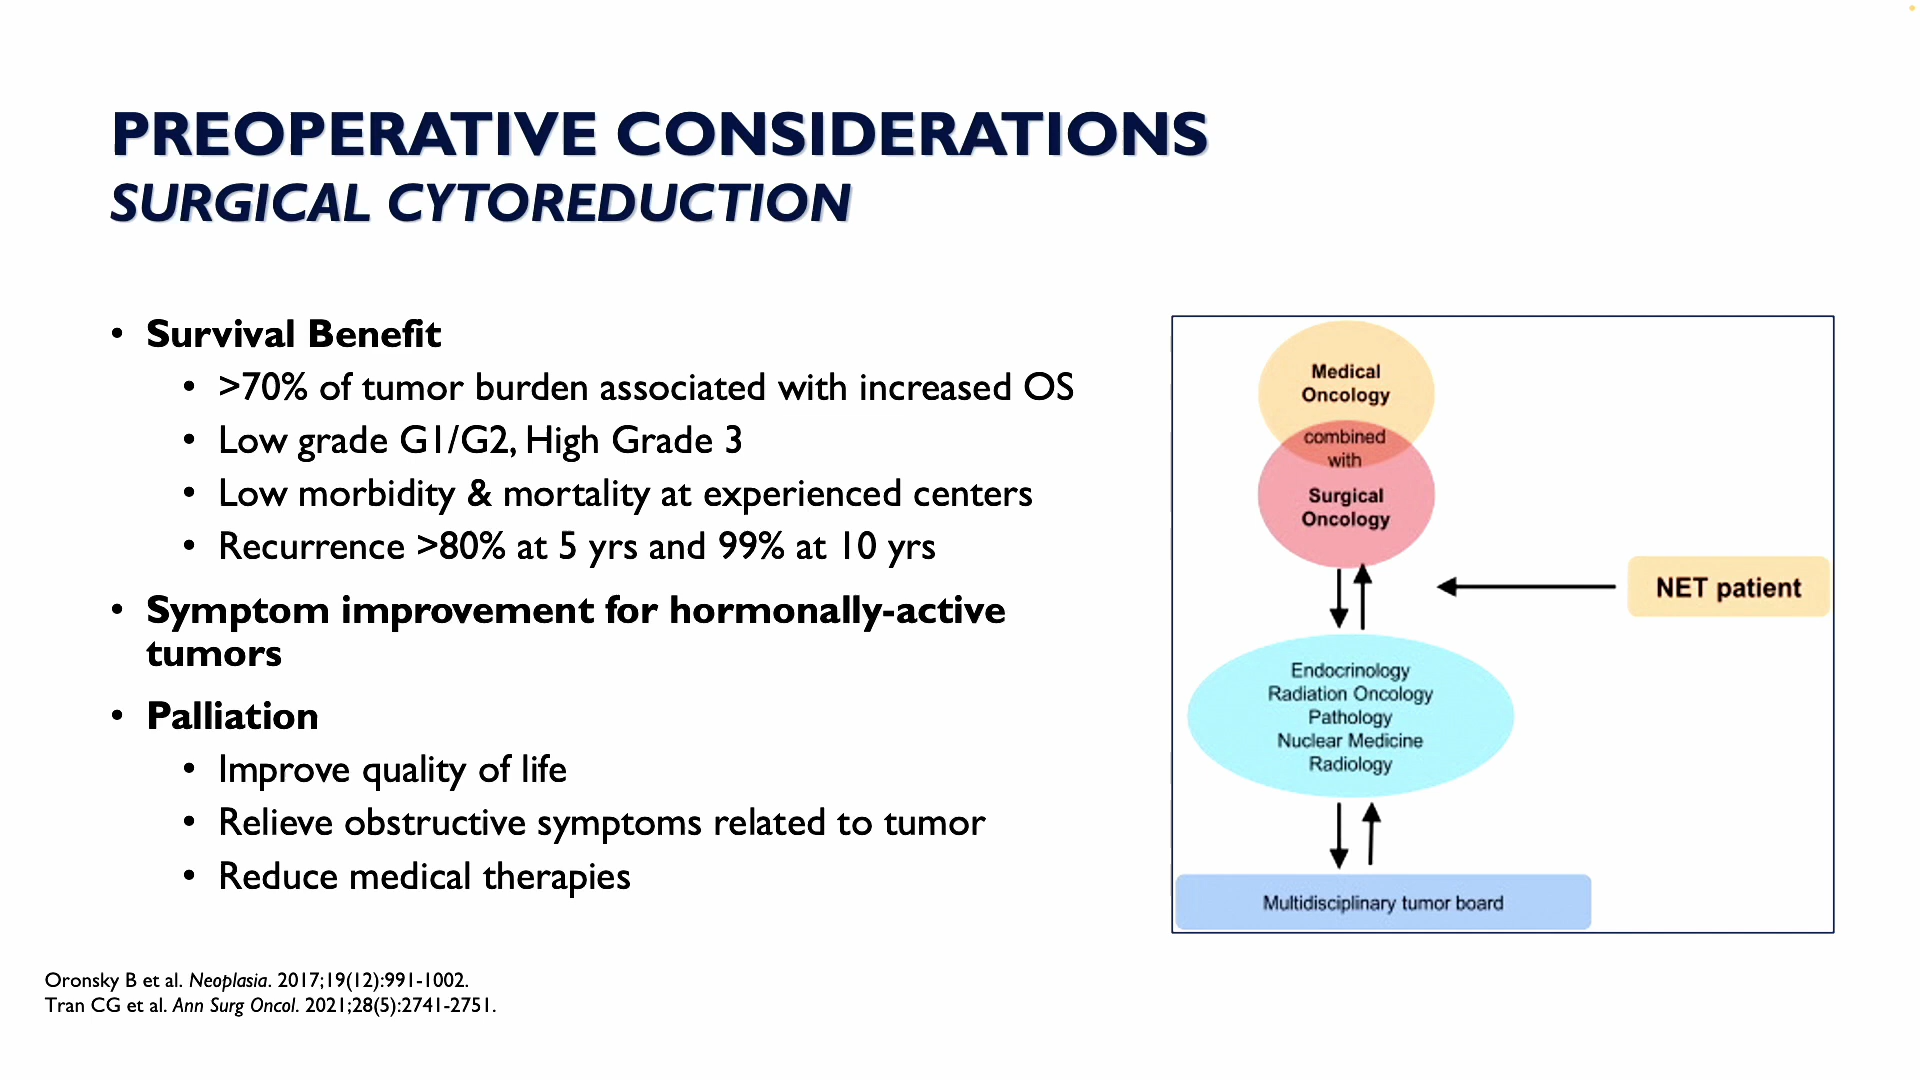 PREOPERATIVE CONSIDERATIONS
SURGICAL CYTOREDUCTION
• Survival Benefit
• >70% of tumor burden associated with increased OS
• Low grade G1/G2, High Grade 3
• Low morbidity & mortality at experienced centers
• Recurrence >80% at 5 yrs and 99% at 10 yrs
• Symptom improvement for hormonally-active
tumors
• Palliation
• Improve quality of life
• Relieve obstructive symptoms related to tumor
• Reduce medical therapies
Medical
Oncology
combined
with
Surgical
Oncology
NET patient
Endocrinology
Radiation Oncology
Pathology
Nuclear Medicine
Radiology
Multidisciplinary tumor board
Oronsky B et al. Neoplasia. 2017;19(12):991-1002.
Tran CG et al. Ann Surg Oncol. 2021;28(5):2741-2751.